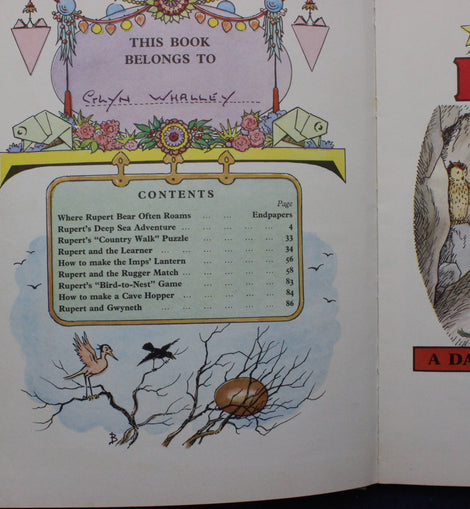 THIS BOOK
BELONGS TO
GLYN WHALLEY
CONTENTS
Page
Where Rupert Bear Often Roams ... ... Endpapers
Rupert's Deep Sea Adventure ... ... ... ... 4
Rupert's "Country Walk" Puzzle ... ... ... 33
Rupert and the Learner ... ... ... ... 34
How to make the Imps' Lantern ... ... ... 56
Rupert and the Rugger Match ... ... ... ... 58
Rupert's "Bird-to-Nest" Game ... ... ... 83
How to make a Cave Hopper ... ... ... ... 84
Rupert and Gwyneth ... ... ... ... ... 86
A DA